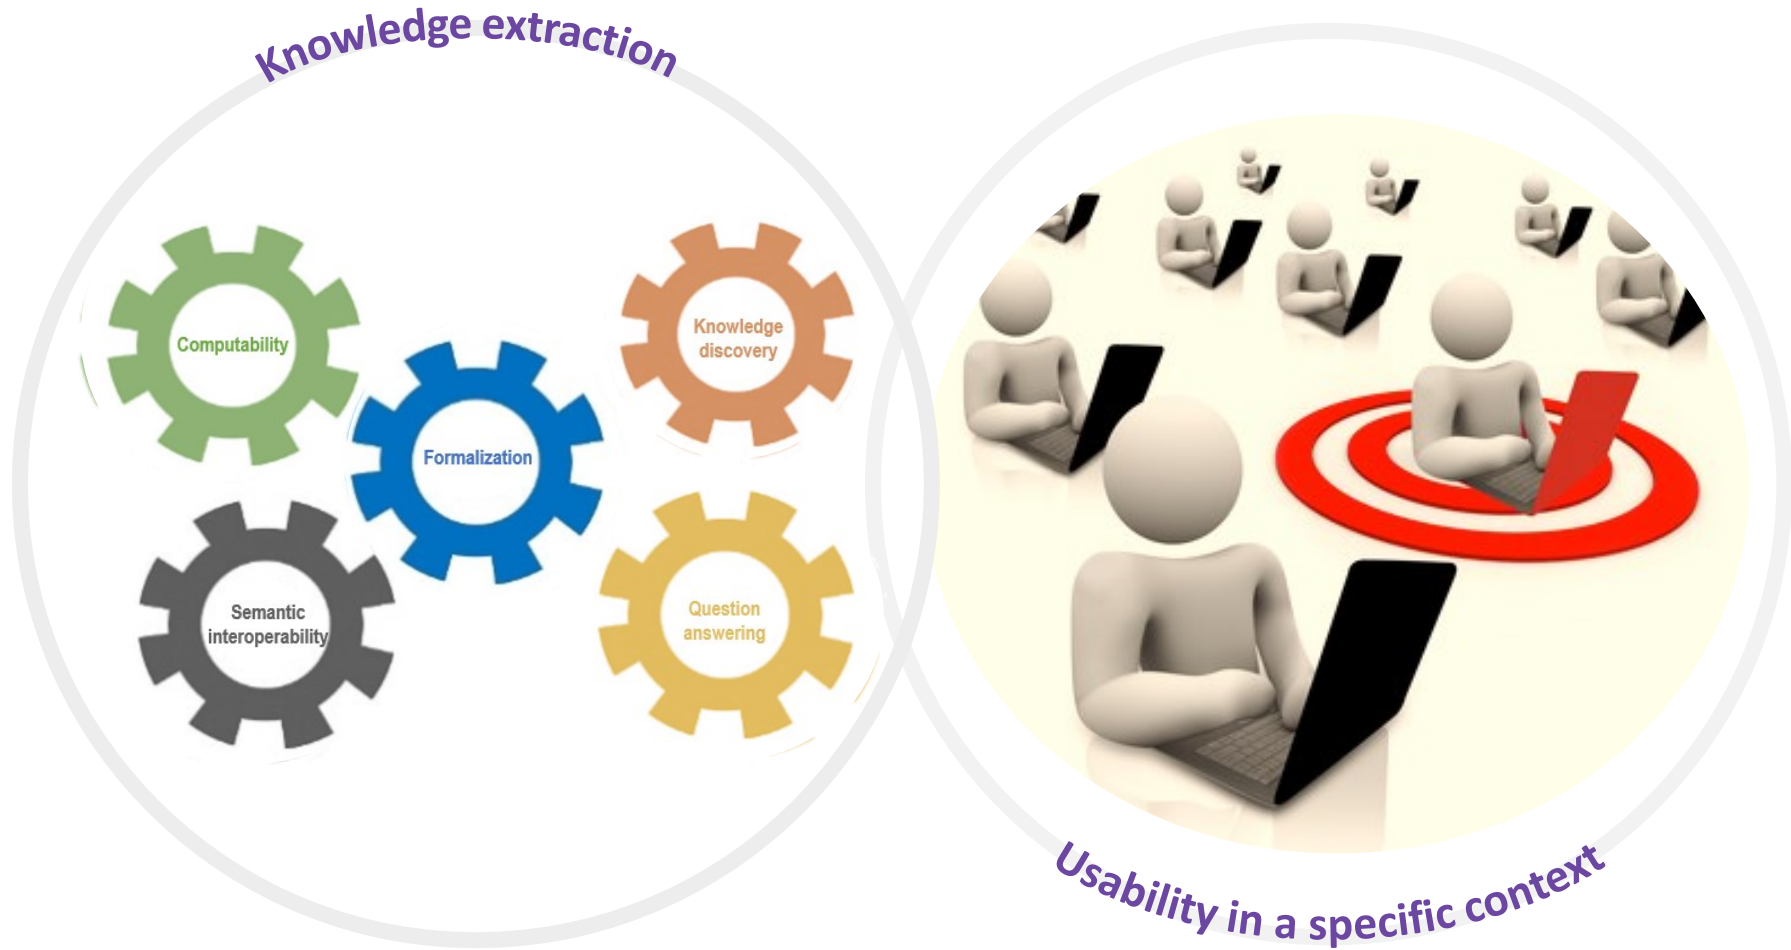 Knowledge extraction
Computability
Knowledge
discovery
Formalization
Semantic
interoperability
Question
answering
Usability in a specific context